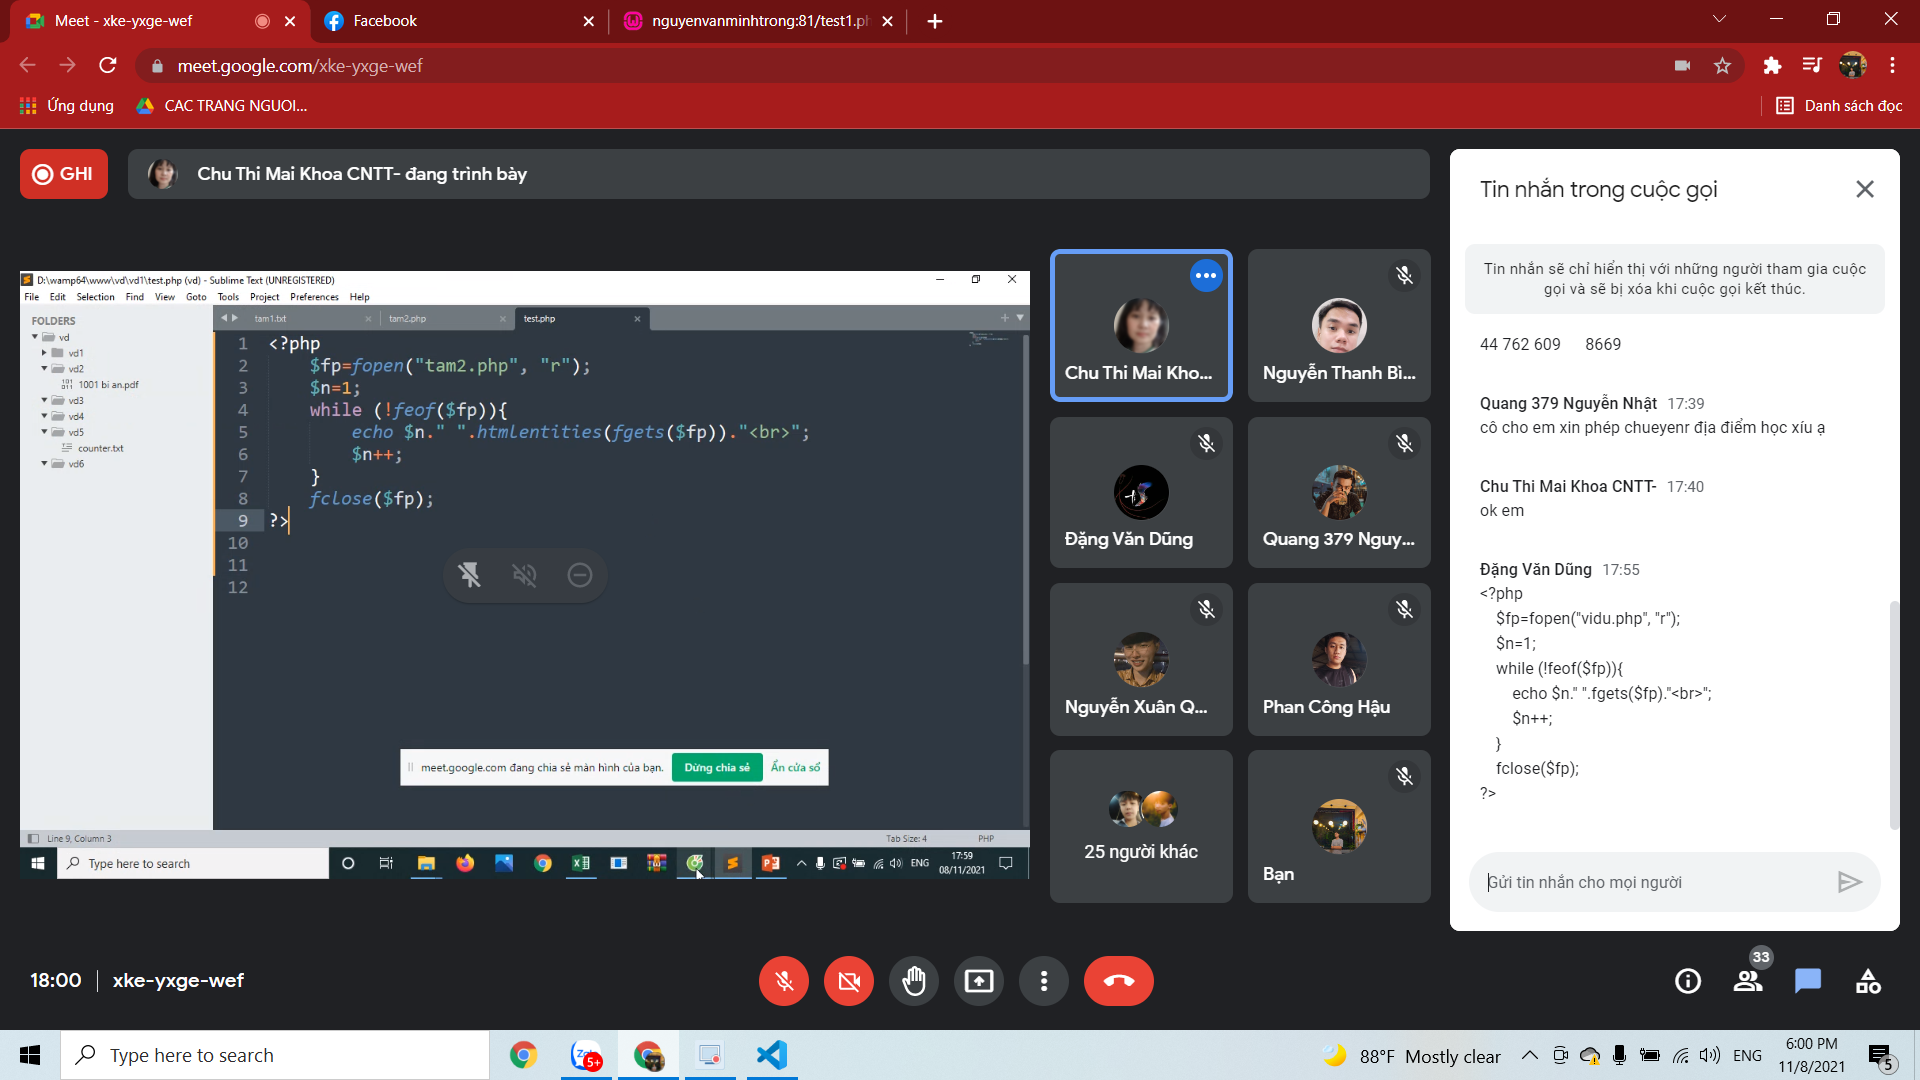 Meet - xke-yxge-wef
Facebook
nguyenvanminhtrong:81/test1.ph
meet.google.com/xke-yxge-wef
Ứng dụng
CAC TRANG NGUOI...
Danh sách đọc
GHI
Chu Thi Mai Khoa CNTT- đang trình bày
D:\wamp64\www\vd\vd1\test.php (vd) - Sublime Text (UNREGISTERED)
File Edit Selection Find View Goto Tools Project Preferences Help
FOLDERS
vd
vd1
vd2
1001 bi an.pdf
vd3
vd4
vd5
counter.txt
vd6
tam1.txt
tam2.php
test.php
1 <?php
2 $fp=fopen("tam2.php", "r");
3 $n=1;
4 while (!feof($fp)){
5 echo $n." ".htmlentities(fgets($fp))."<br>";
6 $n++;
7 }
8 fclose($fp);
9 ?>
10
11
12
meet.google.com đang chia sẻ màn hình của bạn.
Dừng chia sẻ
Ẩn cửa sổ
Line 9, Column 3
Tab Size: 4
PHP
Type here to search
ENG
17:59
08/11/2021
Chu Thi Mai Kho...
Nguyễn Thanh Bì...
Đặng Văn Dũng
Quang 379 Nguy...
Nguyễn Xuân Q...
Phan Công Hậu
25 người khác
Bạn
Tin nhắn trong cuộc gọi
Tin nhắn sẽ chỉ hiển thị với những người tham gia cuộc
gọi và sẽ bị xóa khi cuộc gọi kết thúc.
44 762 609 8669
Quang 379 Nguyễn Nhật 17:39
cô cho em xin phép chueyenr địa điểm học xíu ạ
Chu Thi Mai Khoa CNTT- 17:40
ok em
Đặng Văn Dũng 17:55
<?php
$fp=fopen("vidu.php", "r");
$n=1;
while (!feof($fp)){
echo $n." ".fgets($fp)."<br>";
$n++;
}
fclose($fp);
?>
Gửi tin nhắn cho mọi người
18:00
xke-yxge-wef
33
Type here to search
5+
88°F Mostly clear
ENG
6:00 PM
11/8/2021
5